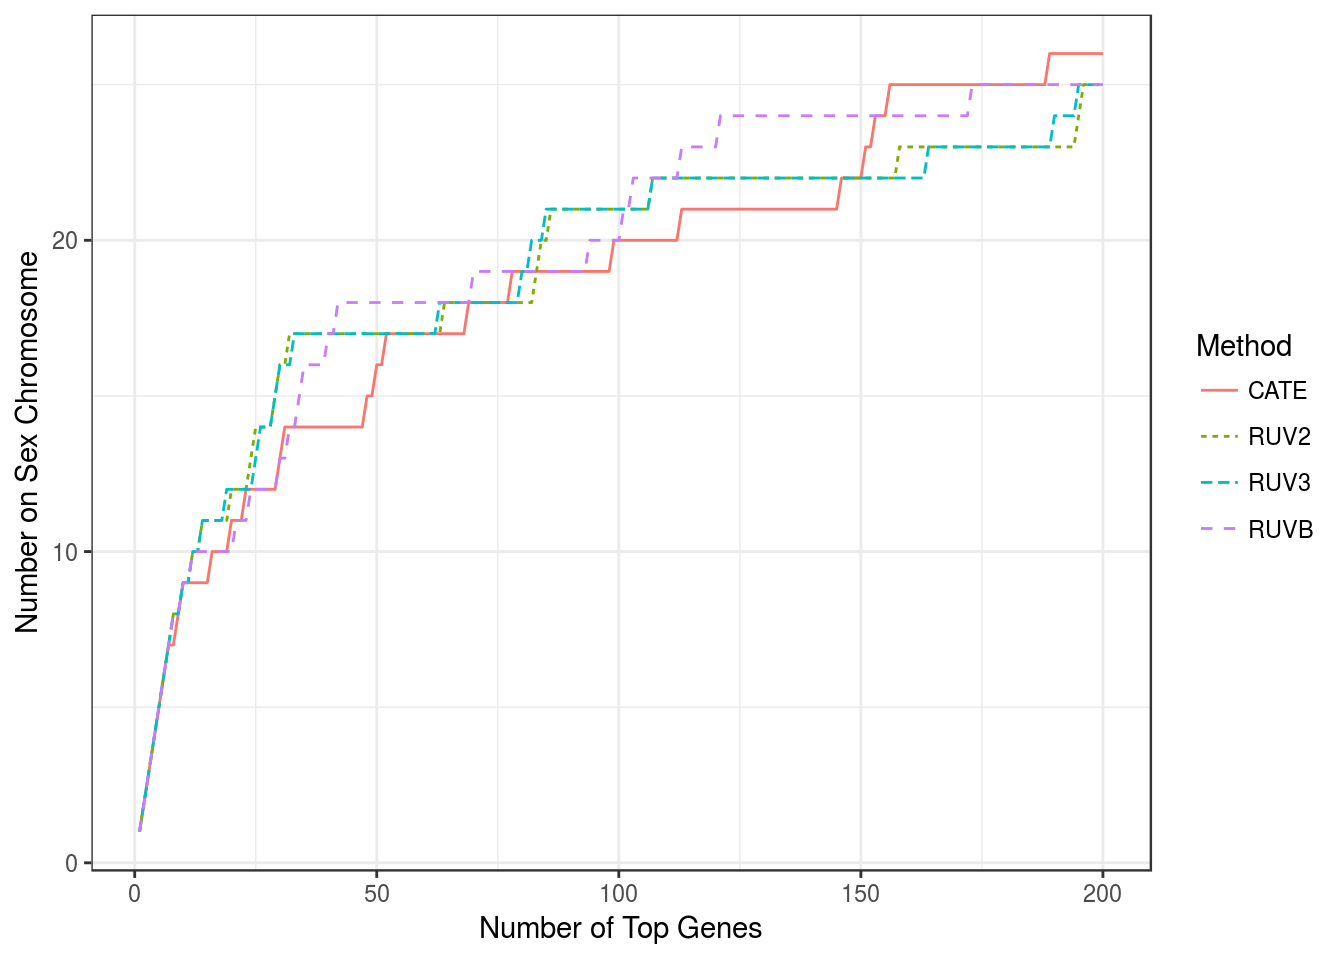 Number on Sex Chromosome
20
10
0
0
50
100
150
200
Number of Top Genes
Method
CATE
RUV2
RUV3
RUVB